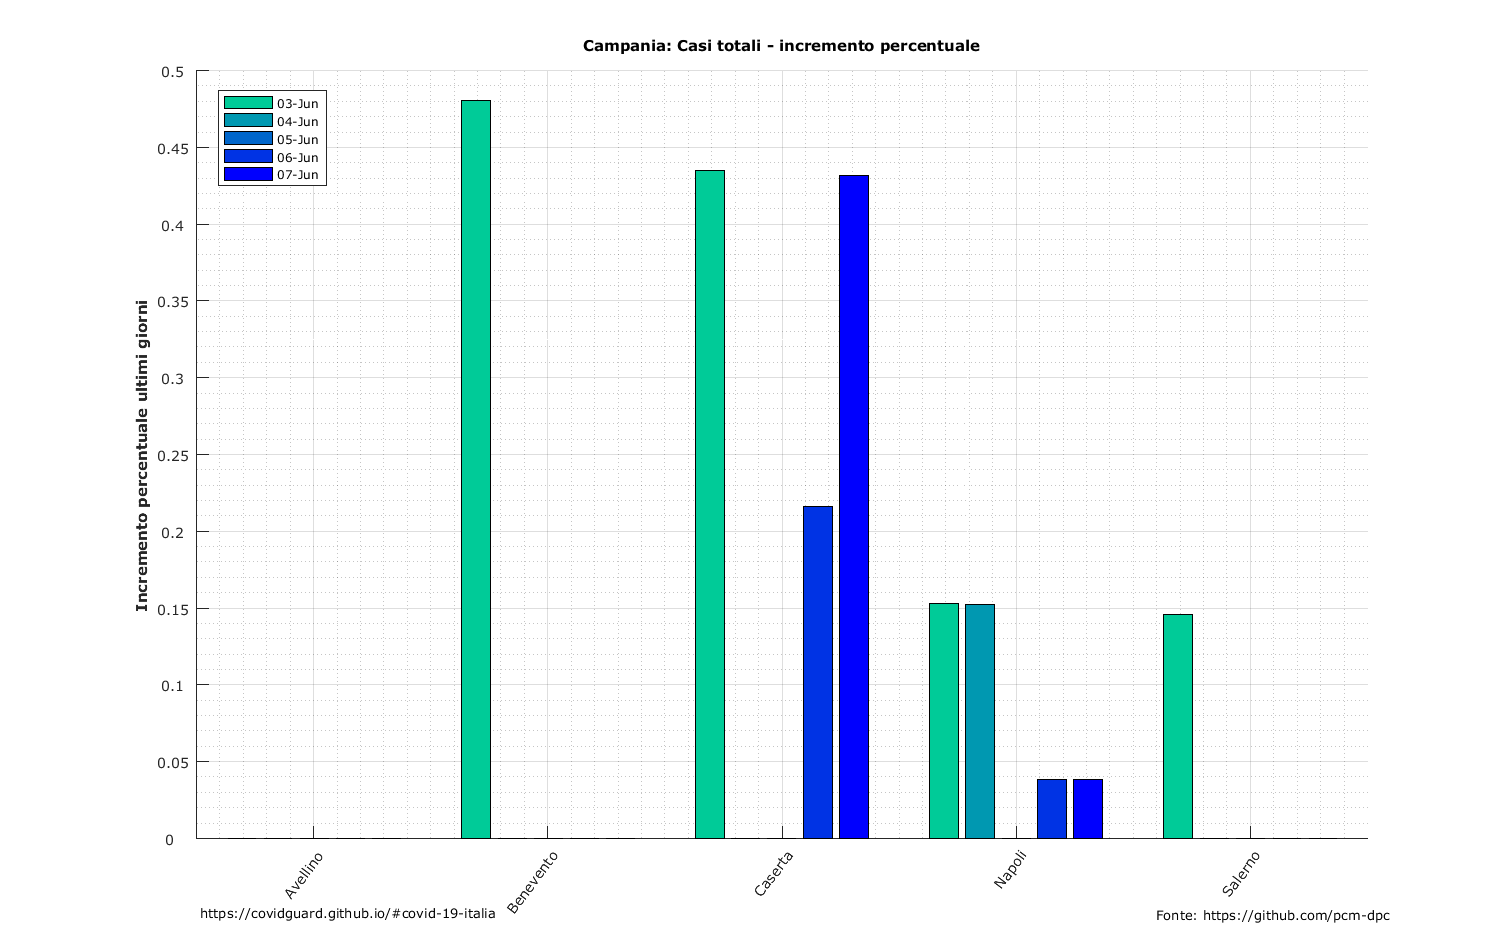 Campania: Casi totali - incremento percentuale
03-Jun
04-Jun
05-Jun
06-Jun
07-Jun
Incremento percentuale ultimi giorni
0.5
0.45
0.4
0.35
0.3
0.25
0.2
0.15
0.1
0.05
0
Avellino
Benevento
Caserta
Napoli
Salerno
https://covidguard.github.io/#covid-19-italia
Fonte: https://github.com/pcm-dpc